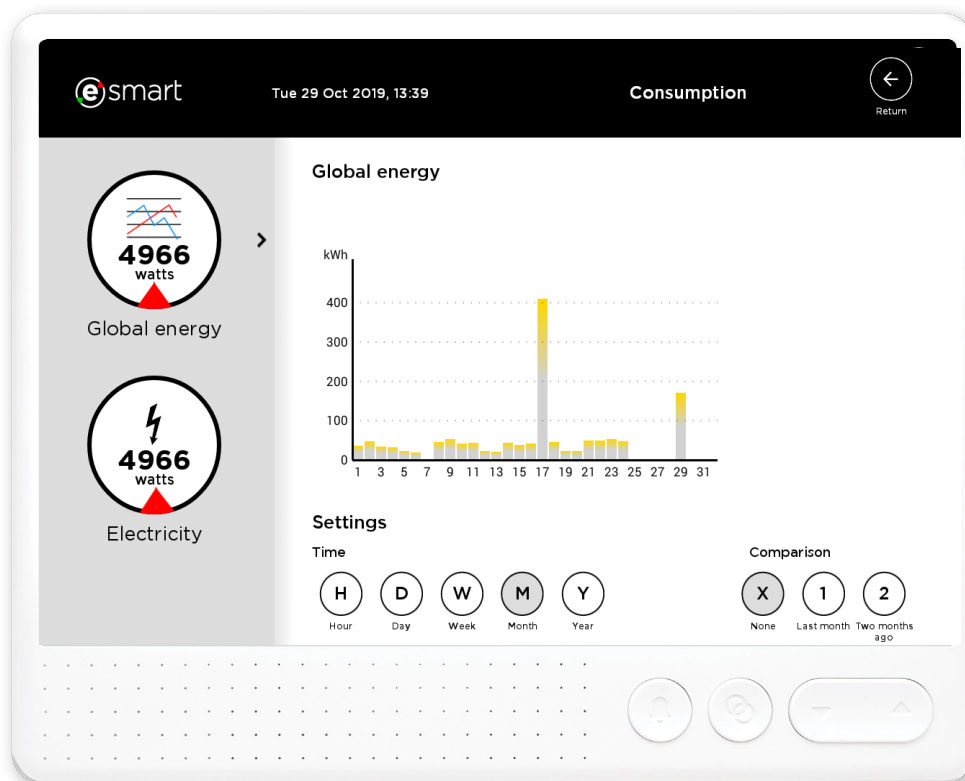 esmart
Tue 29 Oct 2019, 13:39
Consumption
Return
4966
watts
Global energy
4966
watts
Electricity
Global energy
kWh
400
300
200
100
0
1 3 5 7 9 11 13 15 17 19 21 23 25 27 29 31
Settings
Time
H D W M Y
Hour Day Week Month Year
Comparison
X 1 2
None Last month Two months
ago